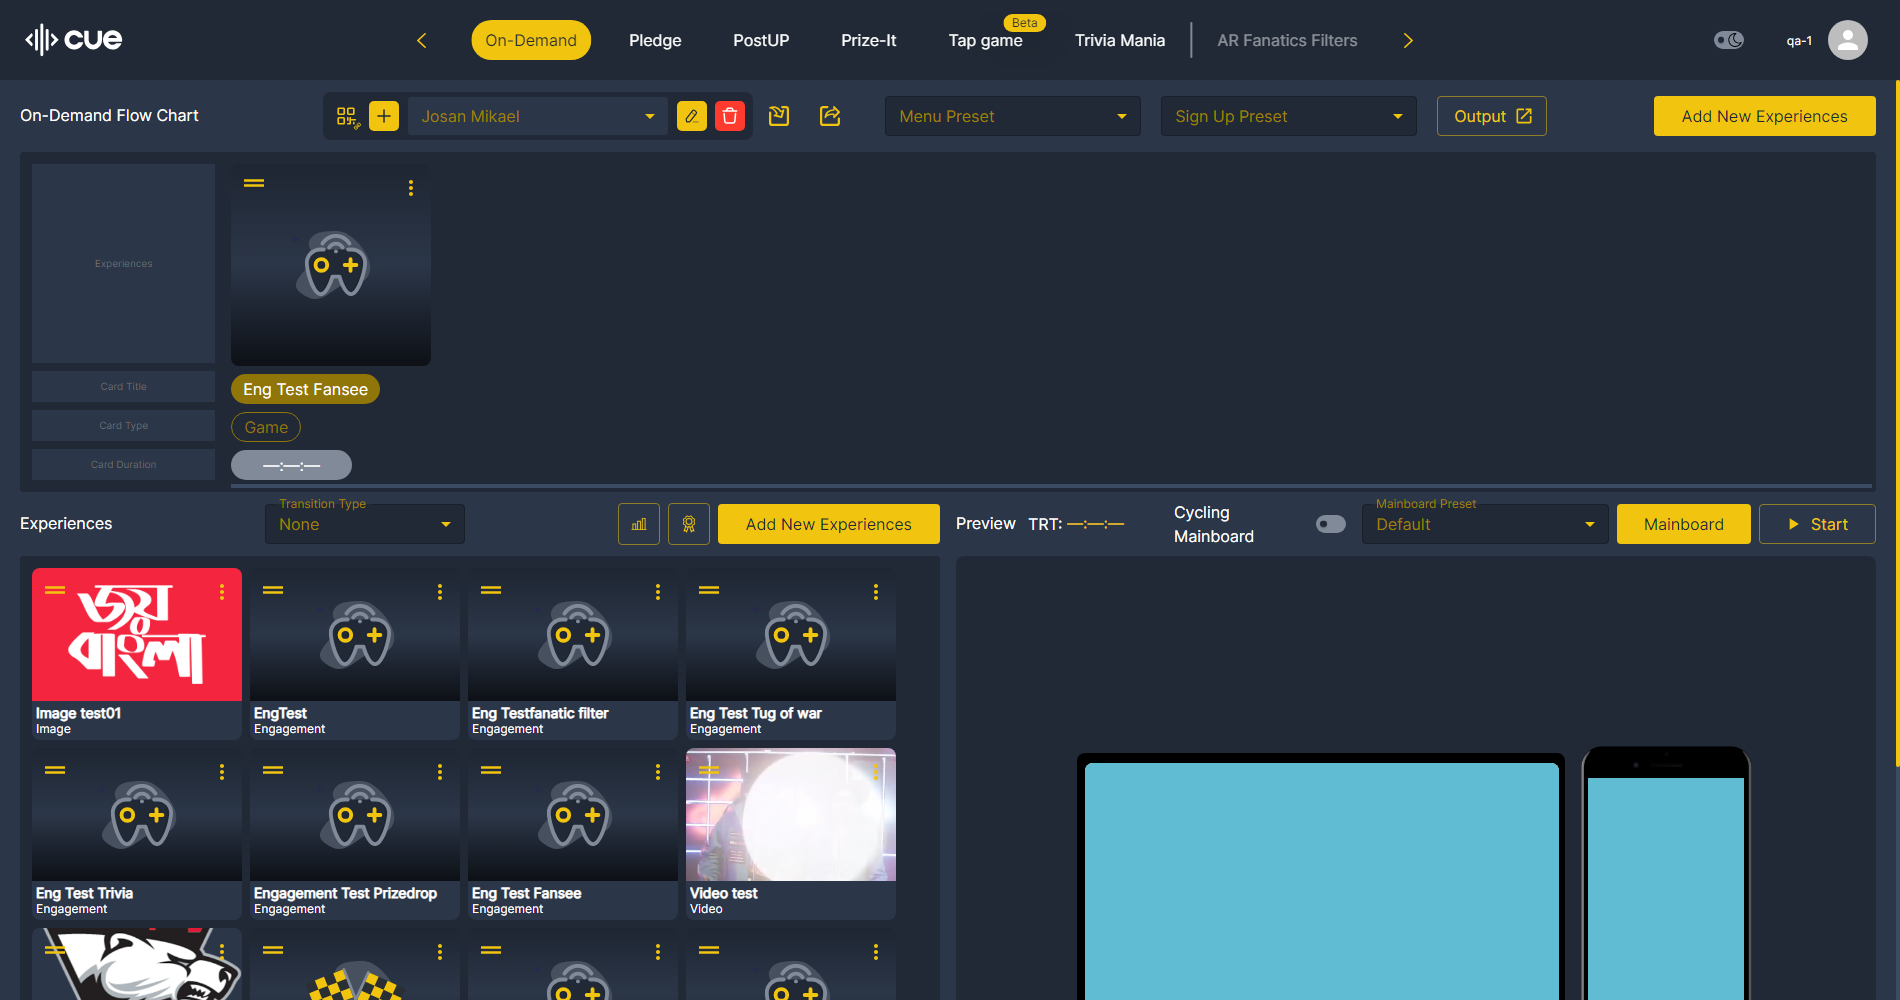 cue
On-Demand
Pledge
PostUP
Prize-It
Tap game
Beta
Trivia Mania
AR Fanatics Filters
qa-1
On-Demand Flow Chart
Josan Mikael
Menu Preset
Sign Up Preset
Output
Add New Experiences
Experiences
Card Title
Eng Test Fansee
Card Type
Game
Card Duration
—:—:—
Experiences
Transition Type
None
Add New Experiences
Preview
TRT: —:—:—
Cycling
Mainboard
Mainboard Preset
Default
Mainboard
Start
জয়
বাংলা
Image test01
Image
EngTest
Engagement
Eng Testfanatic filter
Engagement
Eng Test Tug of war
Engagement
Eng Test Trivia
Engagement
Engagement Test Prizedrop
Engagement
Eng Test Fansee
Engagement
Video test
Video